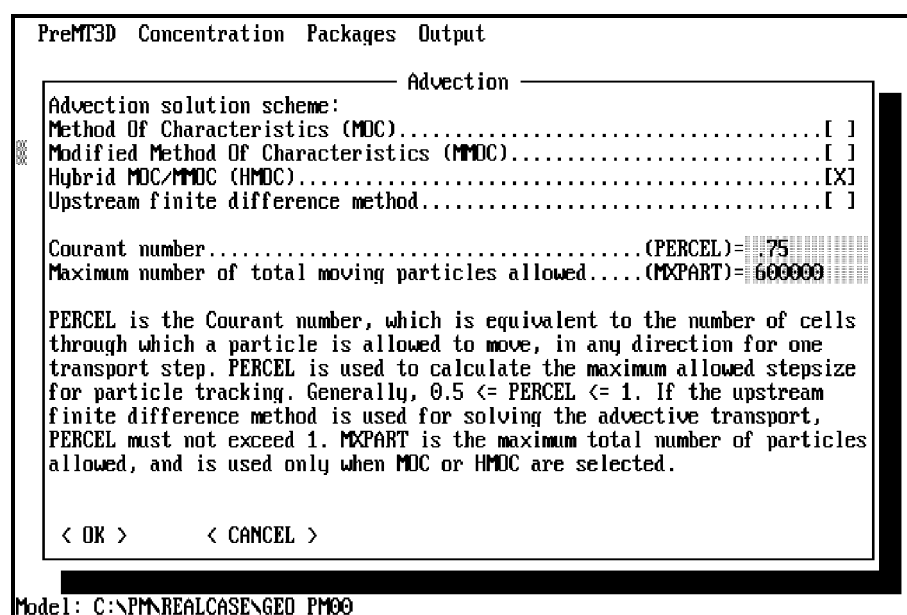 PreMT3D Concentration Packages Output
Advection
Advection solution scheme:
Method Of Characteristics (MOC)......................................[ ]
Modified Method Of Characteristics (MMOC)............................[ ]
Hybrid MOC/MMOC (HMOC)...............................................[X]
Upstream finite difference method....................................[ ]
Courant number.......................................(PERCEL)= .75
Maximum number of total moving particles allowed.....(MXPART)= 600000
PERCEL is the Courant number, which is equivalent to the number of cells
through which a particle is allowed to move, in any direction for one
transport step. PERCEL is used to calculate the maximum allowed stepsize
for particle tracking. Generally, 0.5 <= PERCEL <= 1. If the upstream
finite difference method is used for solving the advective transport,
PERCEL must not exceed 1. MXPART is the maximum total number of particles
allowed, and is used only when MOC or HMOC are selected.
< OK > < CANCEL >
Model: C:\PM\REALCASE\GEO_PM00